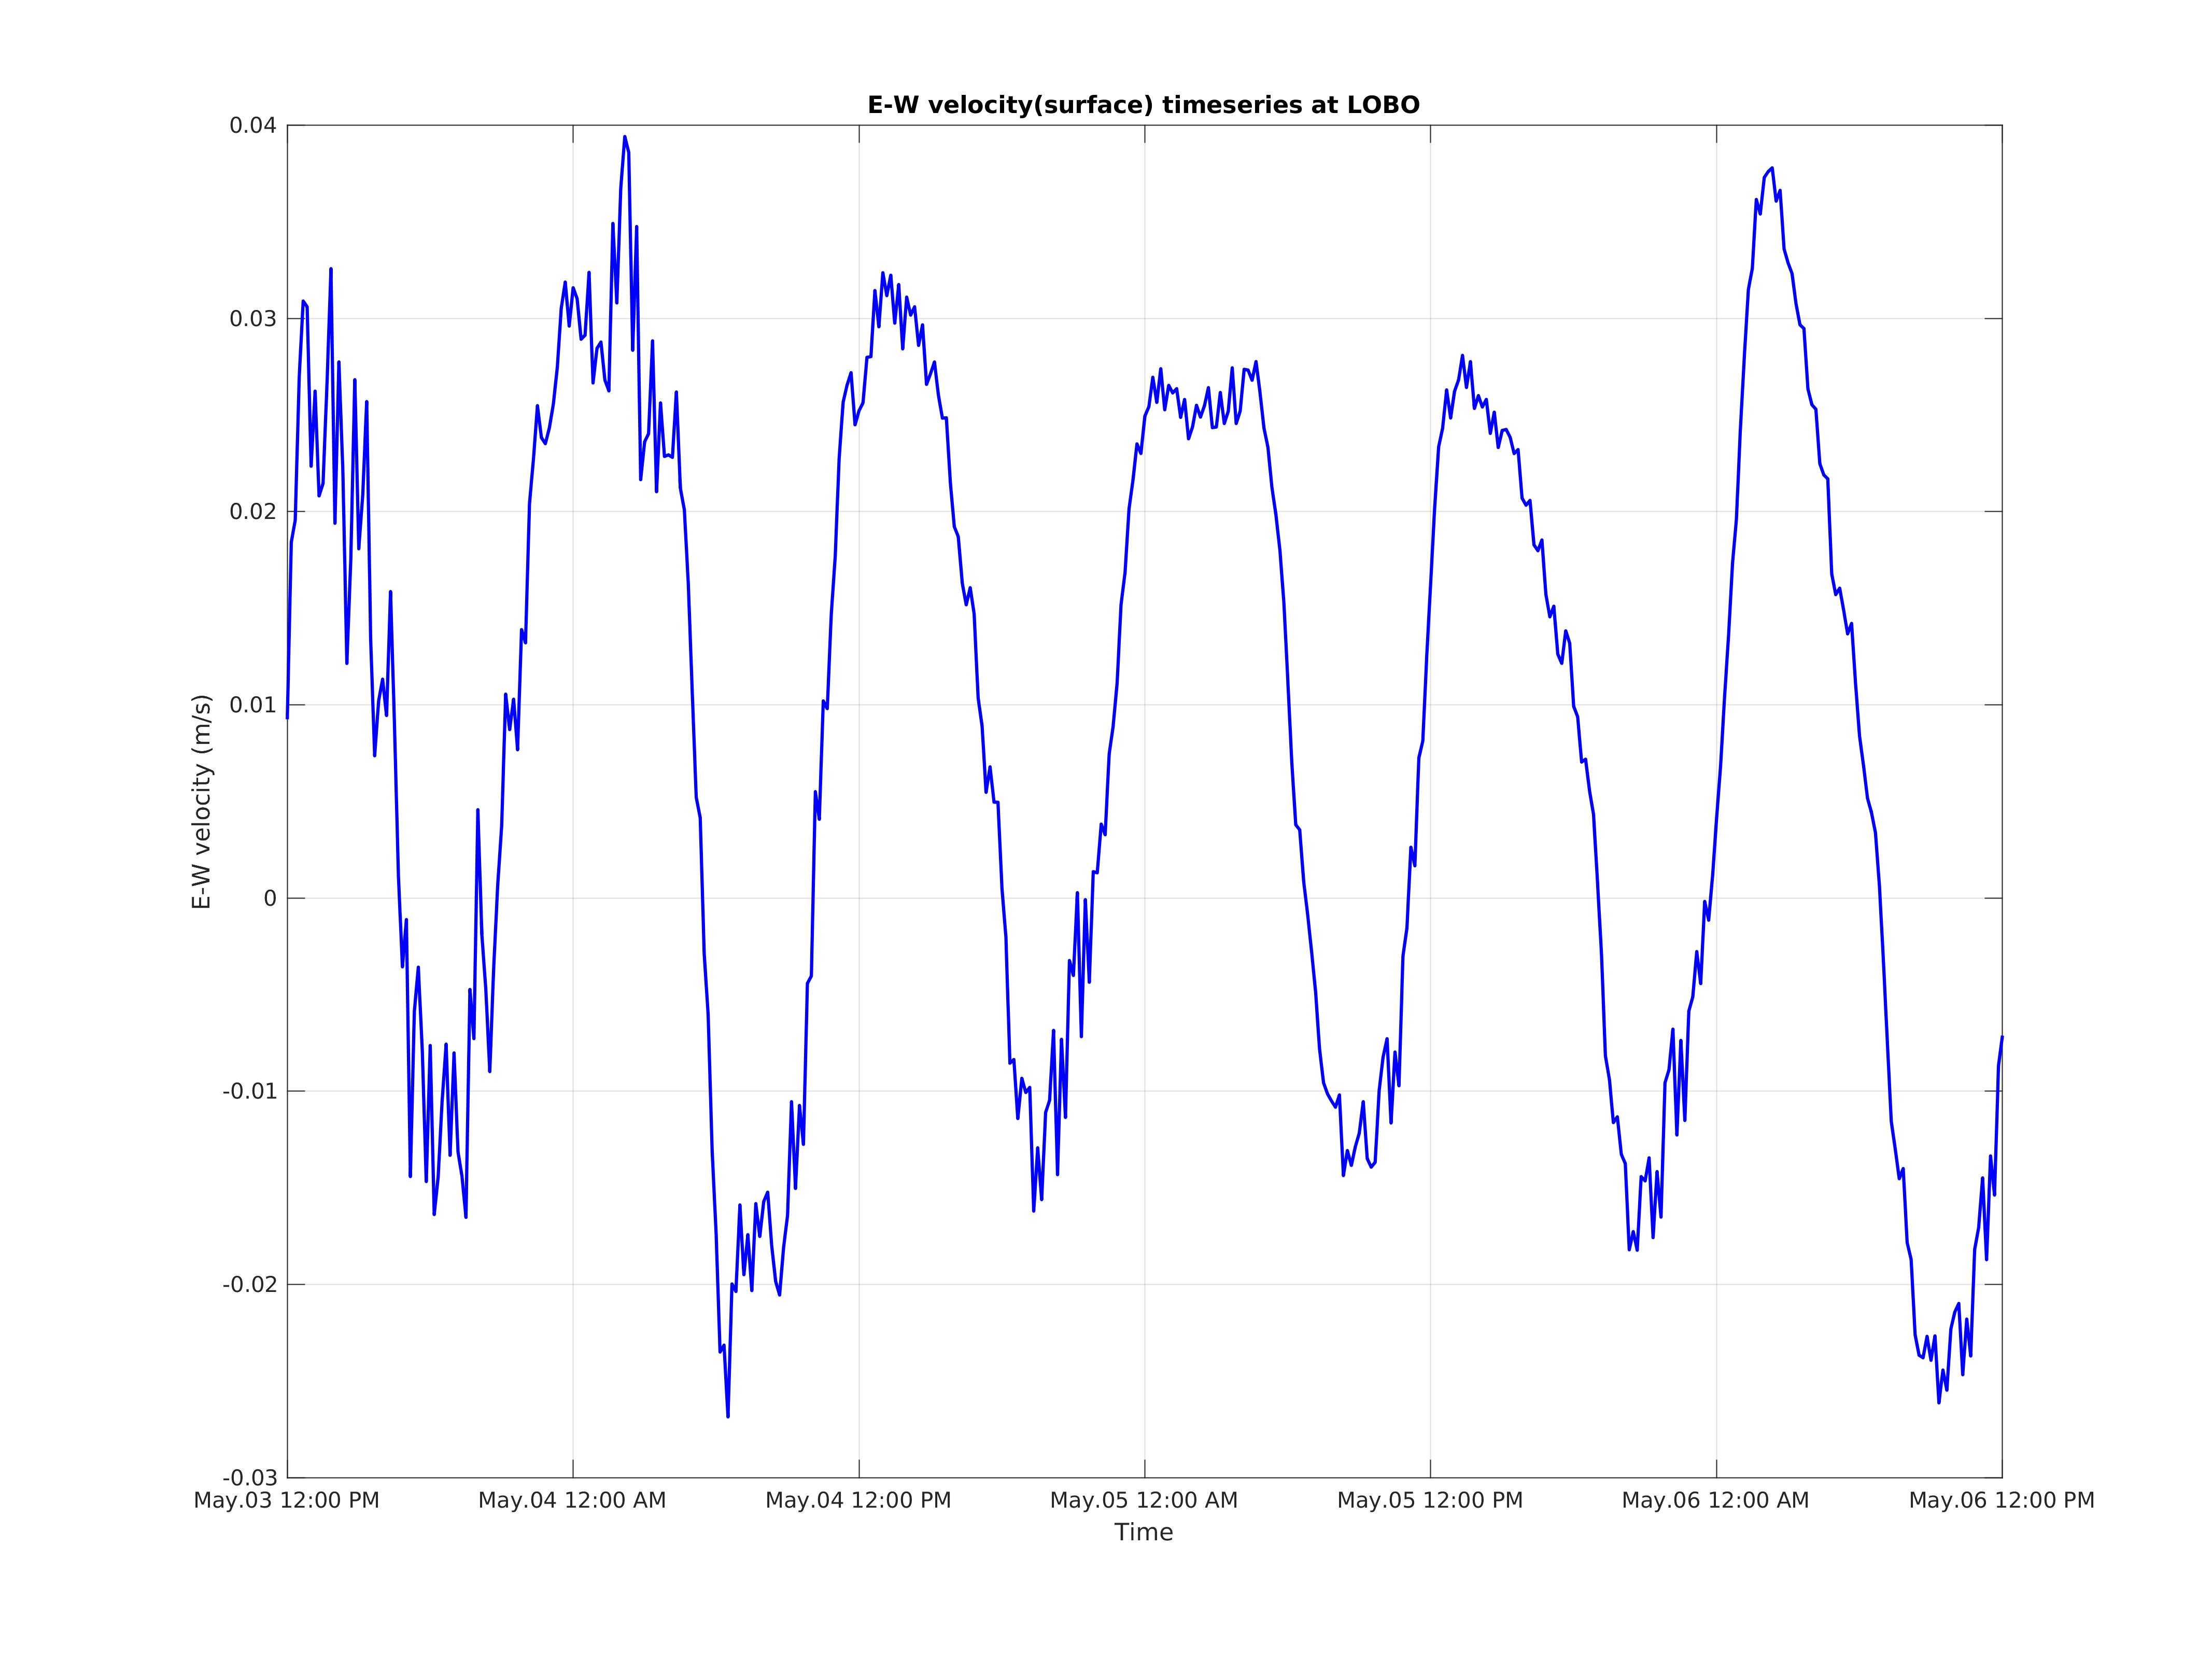 E-W velocity(surface) timeseries at LOBO
0.04
0.03
0.02
0.01
0
-0.01
-0.02
-0.03
E-W velocity (m/s)
May.03 12:00 PM May.04 12:00 AM May.04 12:00 PM May.05 12:00 AM May.05 12:00 PM May.06 12:00 AM May.06 12:00 PM
Time